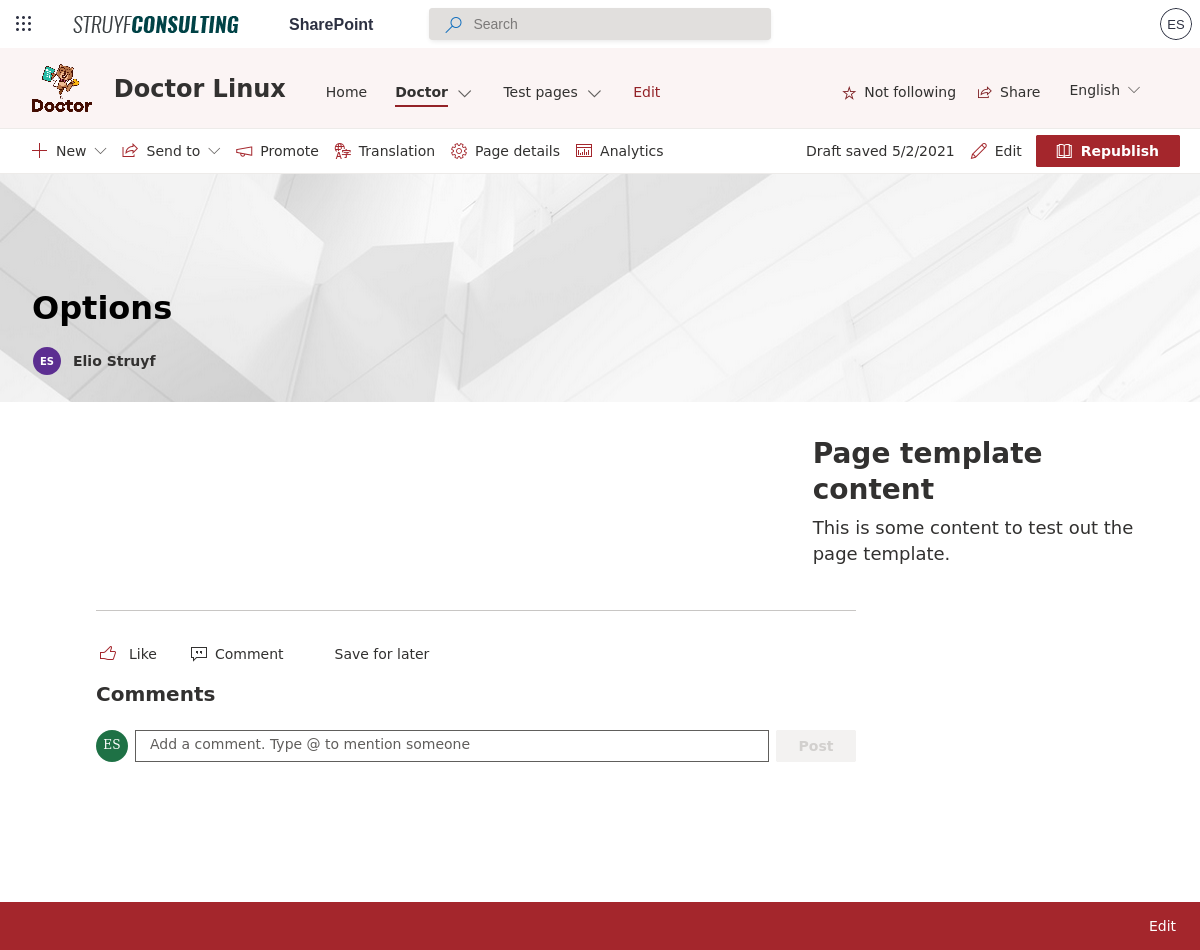 STRUYFCONSULTING SharePoint Search ES
Doctor Doctor Linux Home Doctor Test pages Edit Not following Share English
New Send to Promote Translation Page details Analytics Draft saved 5/2/2021 Edit Republish
Options
ES Elio Struyf
Page template
content
This is some content to test out the
page template.
Like Comment Save for later
Comments
ES Add a comment. Type @ to mention someone Post
Edit